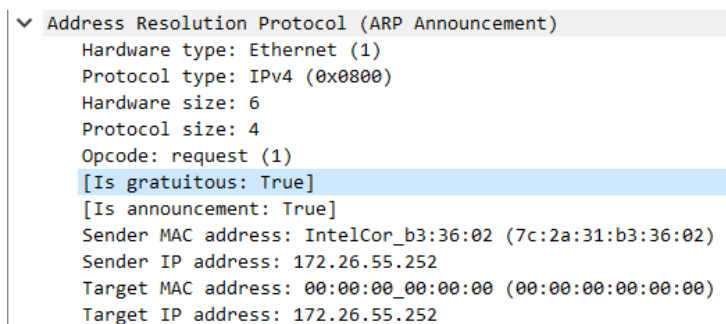 Address Resolution Protocol (ARP Announcement)
Hardware type: Ethernet (1)
Protocol type: IPv4 (0x0800)
Hardware size: 6
Protocol size: 4
Opcode: request (1)
[Is gratuitous: True]
[Is announcement: True]
Sender MAC address: IntelCor_b3:36:02 (7c:2a:31:b3:36:02)
Sender IP address: 172.26.55.252
Target MAC address: 00:00:00_00:00:00 (00:00:00:00:00:00)
Target IP address: 172.26.55.252